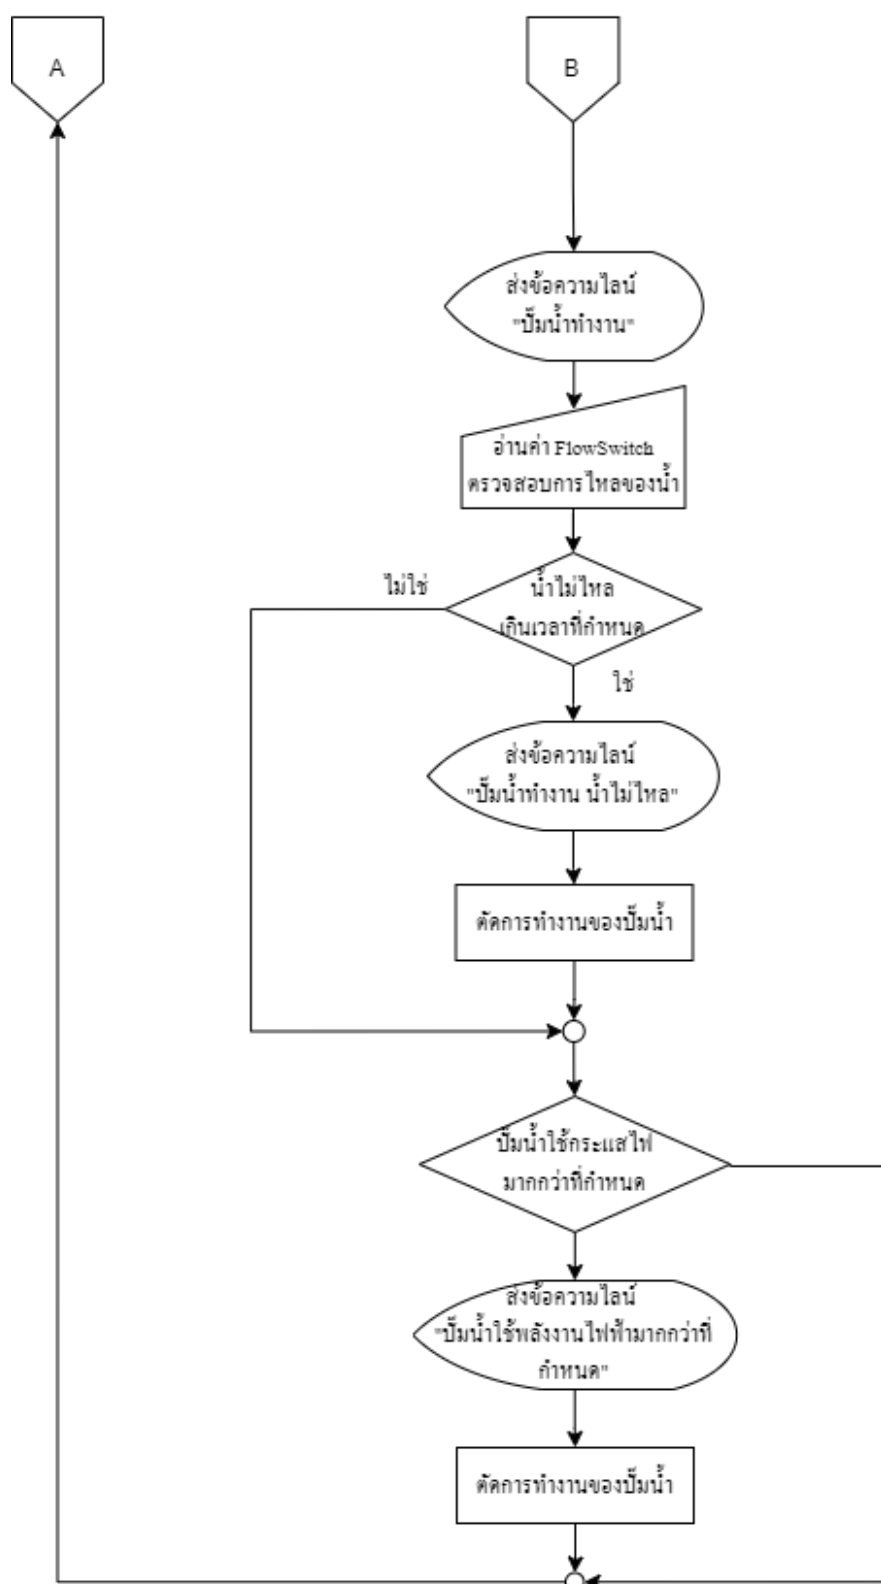 A
B
ส่งข้อความไลน์
"ปั๊มน้ำทำงาน"
อ่านค่า FlowSwitch
ตรวจสอบการไหลของน้ำ
ไม่ใช่
น้ำไม่ไหล
เกินเวลาที่กำหนด
ใช่
ส่งข้อความไลน์
"ปั๊มน้ำทำงาน น้ำไม่ไหล"
ตัดการทำงานของปั๊มน้ำ
ปั๊มน้ำใช้กระแสไฟ
มากกว่าที่กำหนด
ส่งข้อความไลน์
"ปั๊มน้ำใช้พลังงานไฟฟ้ามากกว่าที่
กำหนด"
ตัดการทำงานของปั๊มน้ำ